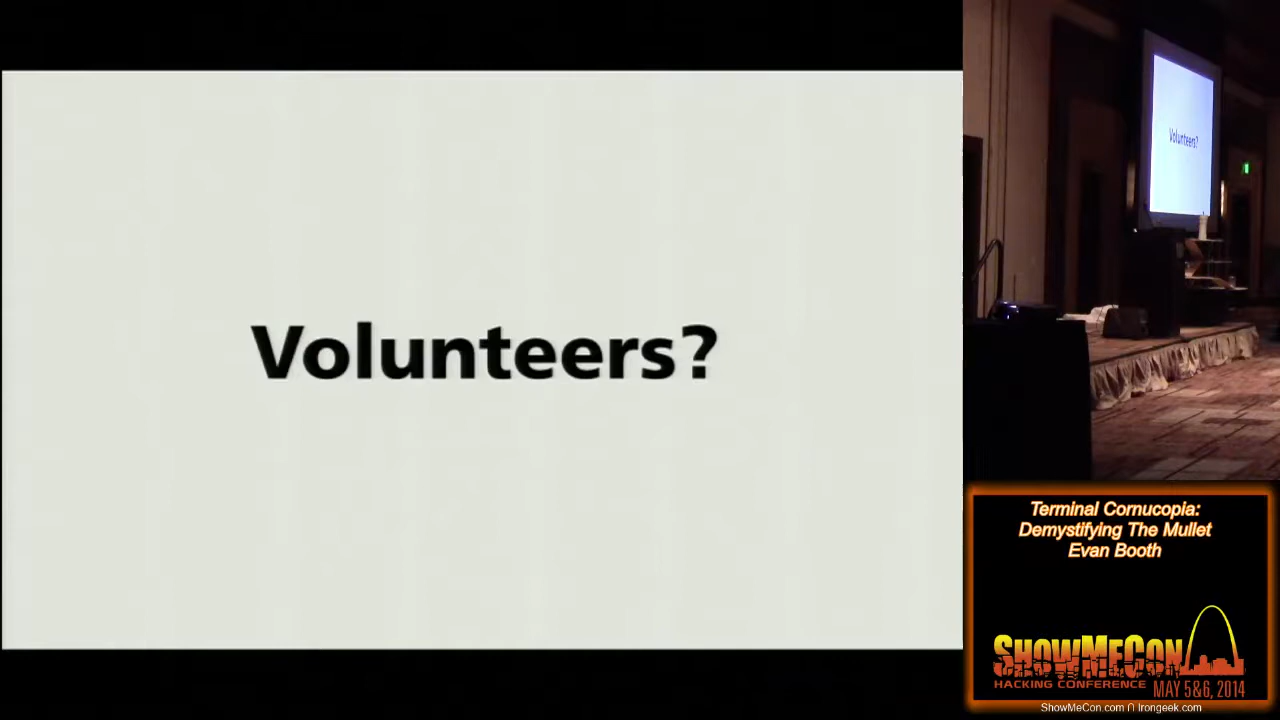 Volunteers?
Volunteers?
Terminal Cornucopia:
Demystifying The Mullet
Evan Booth
SHOWMECON
HACKING CONFERENCE
MAY 5&6, 2014
ShowMeCon.com ∩ Irongeek.com